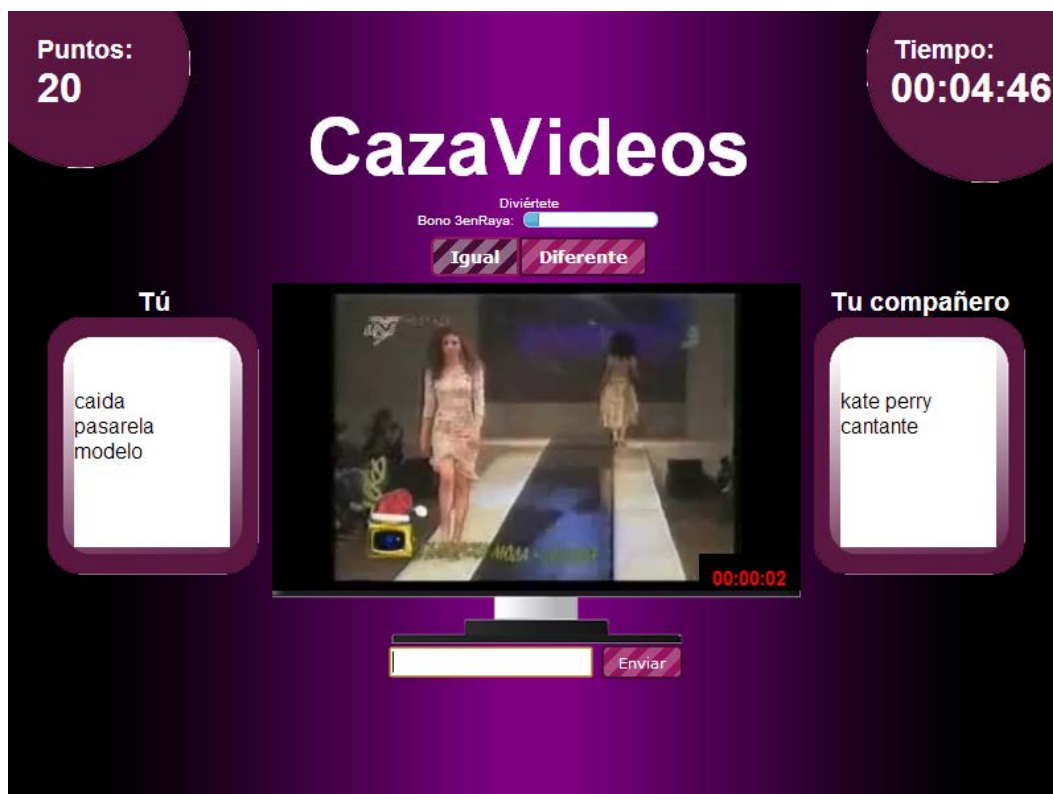 Puntos:
20
Tiempo:
00:04:46
CazaVideos
Diviértete
Bono 3enRaya:
Igual
Diferente
Tú
Tu compañero
caida
pasarela
modelo
kate perry
cantante
00:00:02
Enviar